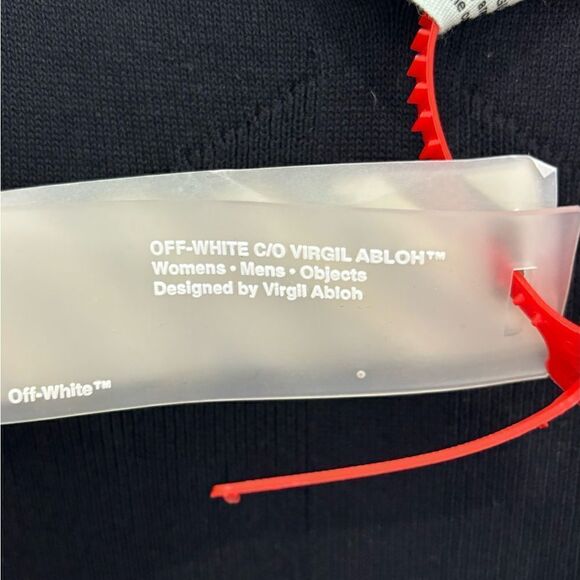 OFF-WHITE C/O VIRGIL ABLOH™
Womens • Mens • Objects
Designed by Virgil Abloh
Off-White™